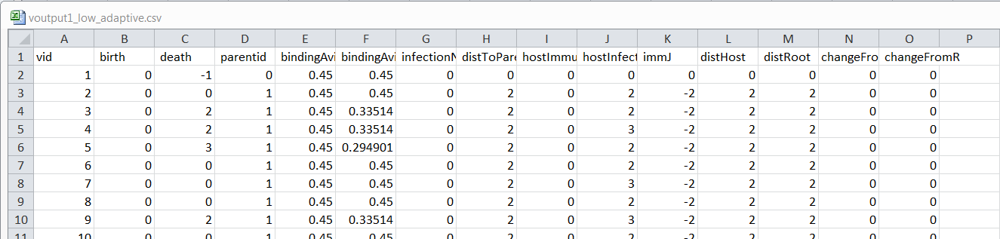 voutput1_low_adaptive.csv
A B C D E F G H I J K L M N O P
1 vid birth death parentid bindingAvi bindingAvi infectionN distToPare hostImmu hostInfect immJ distHost distRoot changeFro changeFromR
2 1 0 -1 0 0.45 0.45 0 0 0 0 0 0 0 0 0
3 2 0 0 1 0.45 0.45 0 2 0 2 -2 2 2 0 0
4 3 0 2 1 0.45 0.33514 0 2 0 2 -2 2 2 0 0
5 4 0 2 1 0.45 0.33514 0 2 0 3 -2 2 2 0 0
6 5 0 3 1 0.45 0.294901 0 2 0 2 -2 2 2 0 0
7 6 0 0 1 0.45 0.45 0 2 0 2 -2 2 2 0 0
8 7 0 0 1 0.45 0.45 0 2 0 3 -2 2 2 0 0
9 8 0 0 1 0.45 0.45 0 2 0 2 -2 2 2 0 0
10 9 0 2 1 0.45 0.33514 0 2 0 3 -2 2 2 0 0
11 10 0 0 1 0.45 0.45 0 2 0 2 -2 2 2 0 0